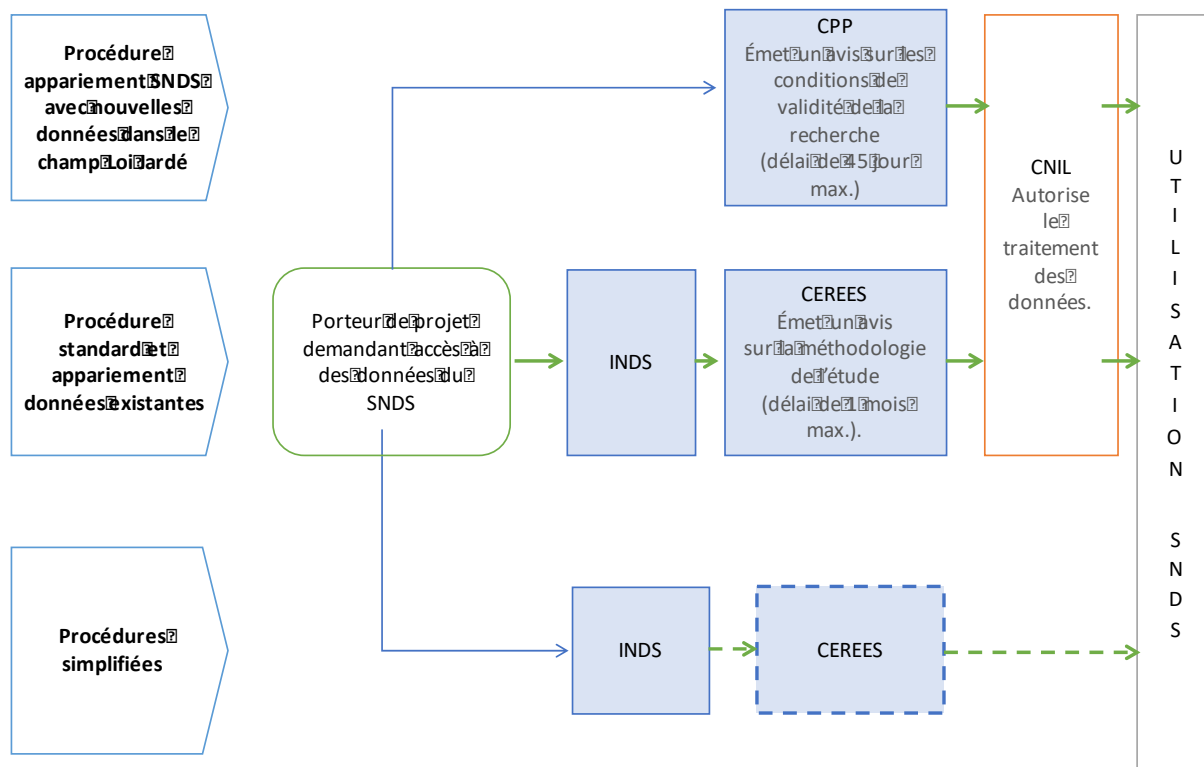 Procédure
appariement SNDS
avec nouvelles
données dans le
champ Loi Jardé
CPP
Émet un avis sur les
conditions de
validité de la
recherche
(délai de 45 jour
max.)
CNIL
Autorise
le
traitement
des
données.
UTILISATION SNDS
Procédure
standard et
appariement
données existantes
Porteur de projet
demandant accès à
des données du
SNDS
INDS
CEREES
Émet un avis
sur la méthodologie
de l'étude
(délai de 1 mois
max.).
Procédures
simplifiées
INDS
CEREES